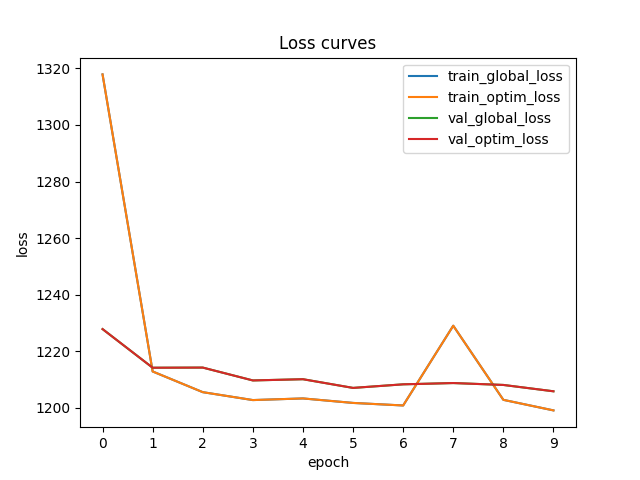 Loss curves
train_global_loss
train_optim_loss
val_global_loss
val_optim_loss
1320
1300
1280
1260
1240
1220
1200
loss
0 1 2 3 4 5 6 7 8 9
epoch